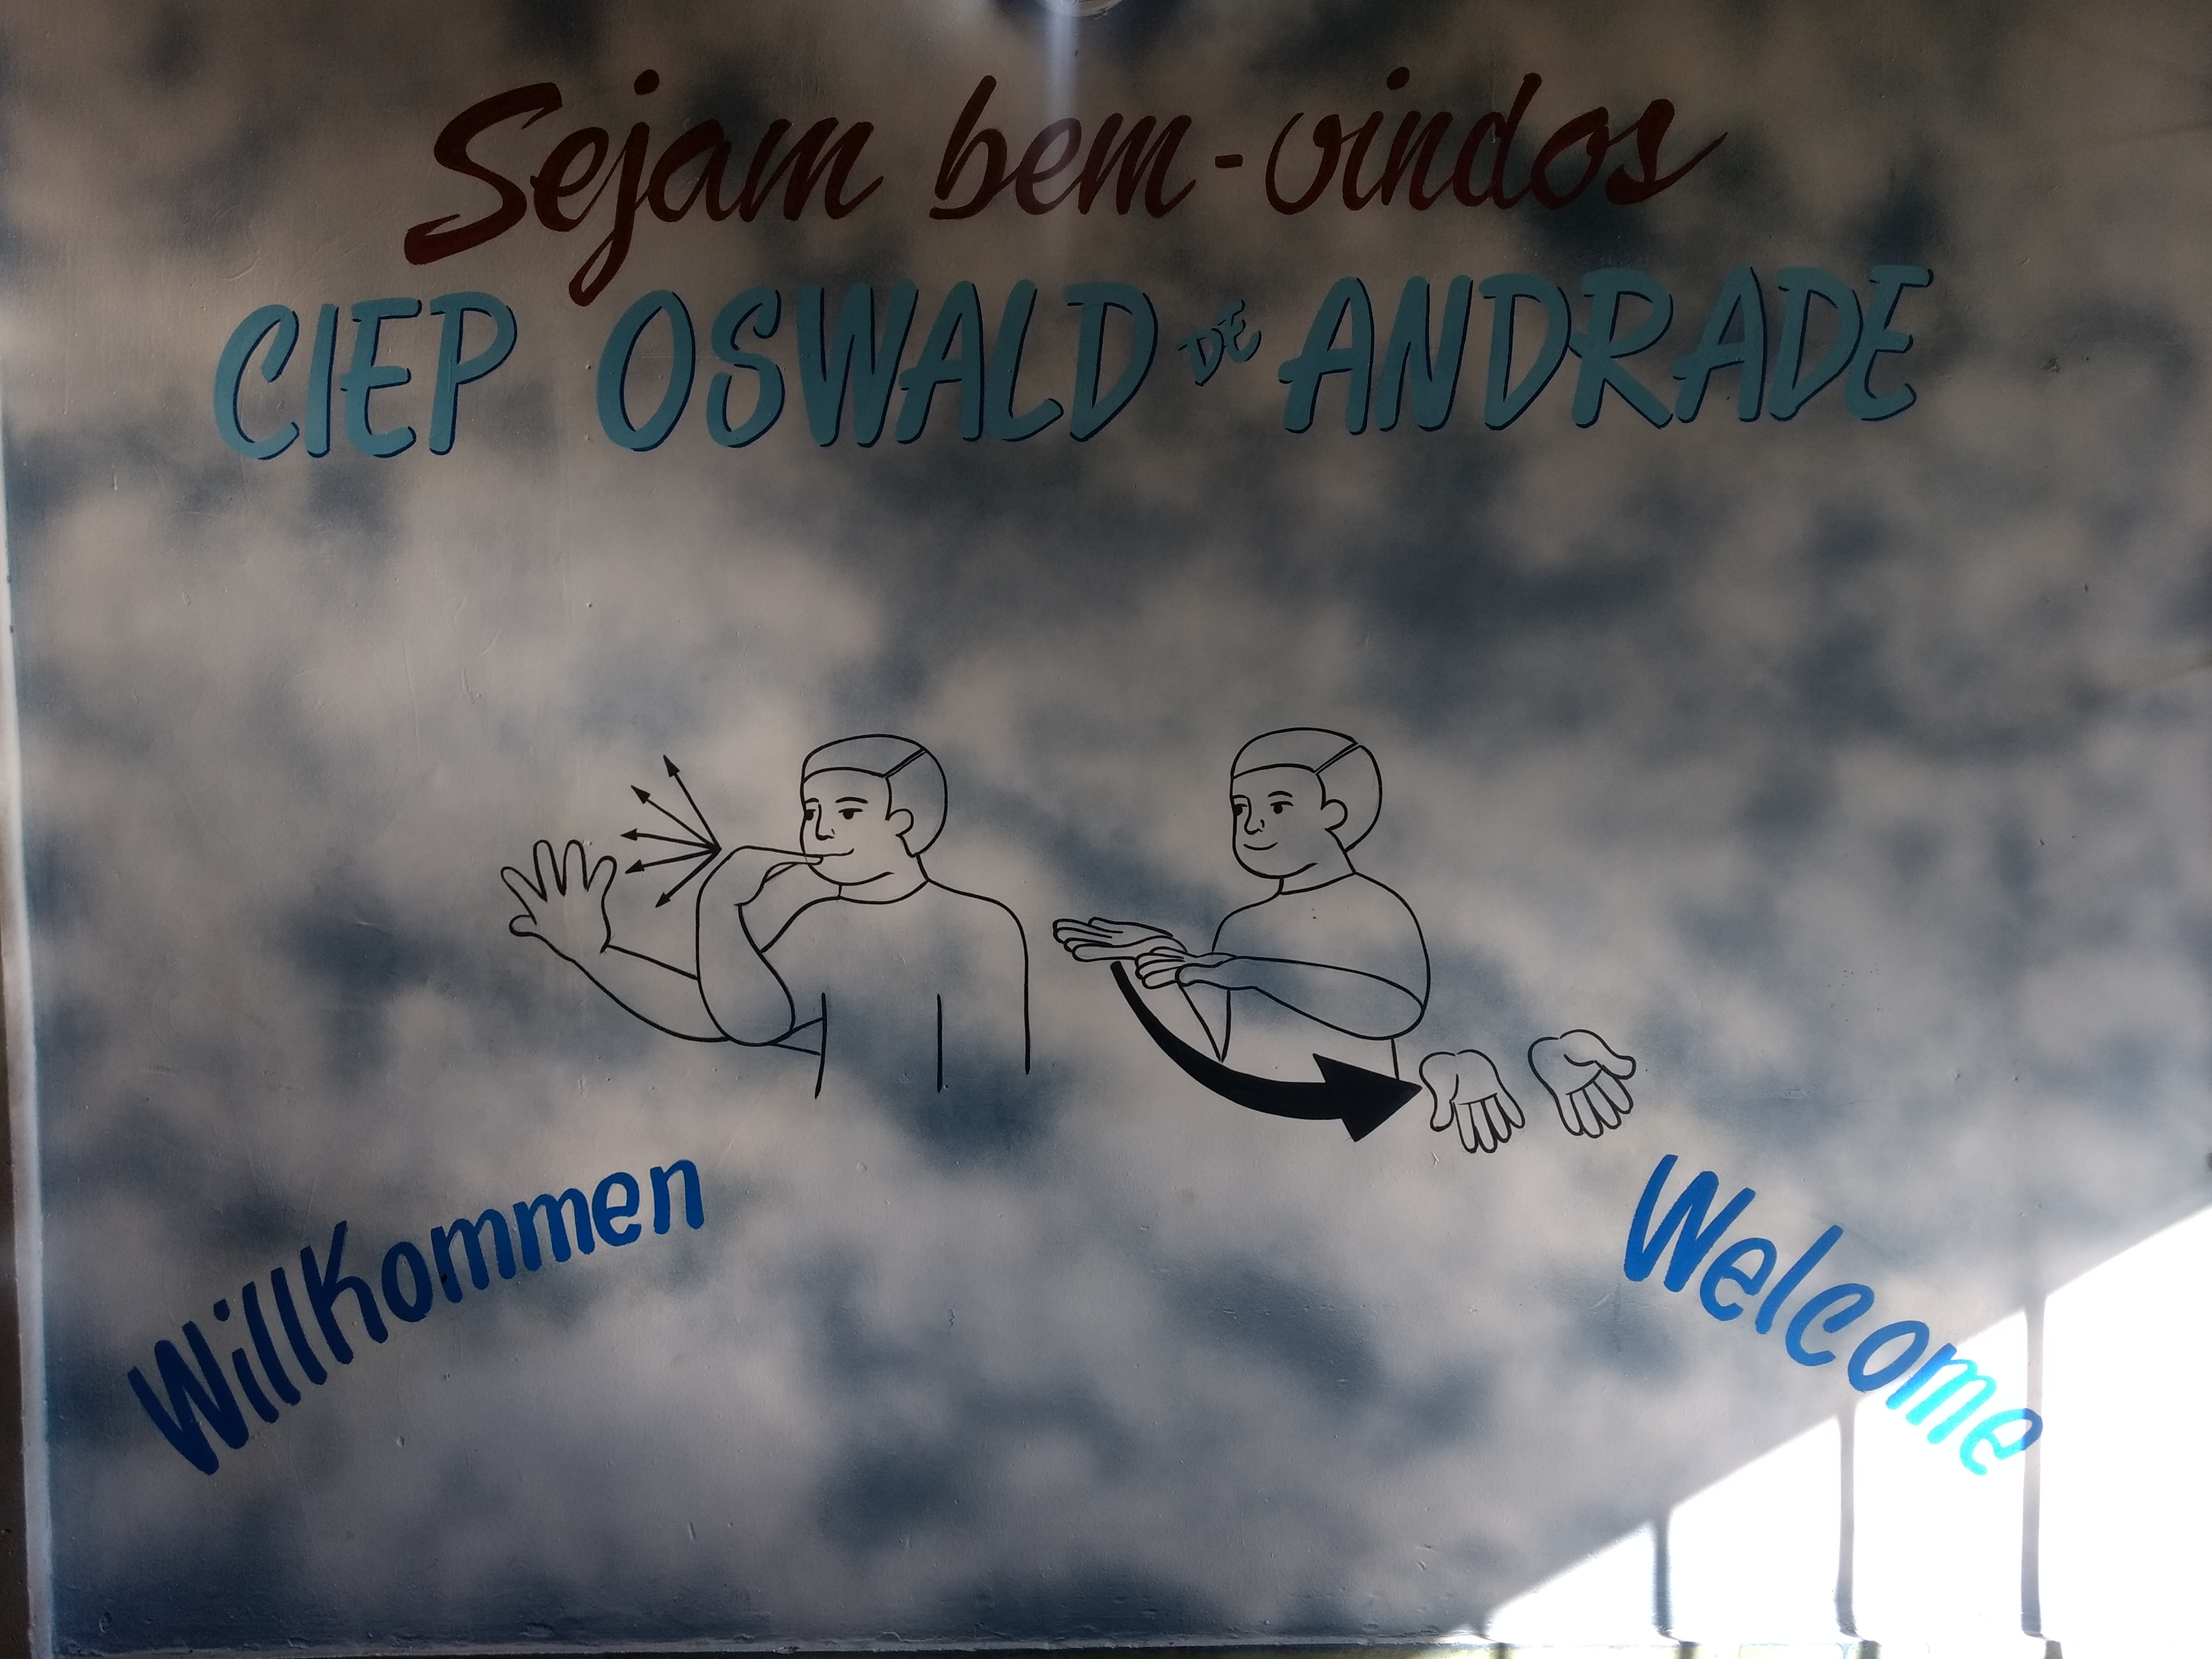 Sejam bem-vindos
CIEP OSWALD DE ANDRADE
Willkommen
Welcome